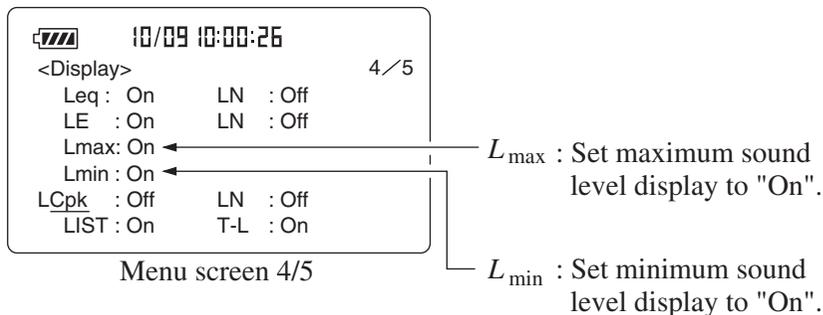 10/09 10:00:26
<Display> 4/5
Leq : On LN : Off
LE : On LN : Off
Lmax: On
Lmin : On
LCpk : Off LN : Off
LIST : On T-L : On
Menu screen 4/5
Lmax : Set maximum sound
level display to "On".
Lmin : Set minimum sound
level display to "On".